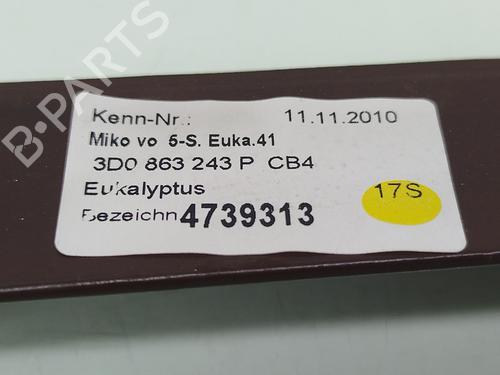 Kenn-Nr.: 11.11.2010
Miko vo 5-S. Euka.41
3D0 863 243 P CB4
Eukalyptus 17S
Bezeichn 4739313
B-PARTS